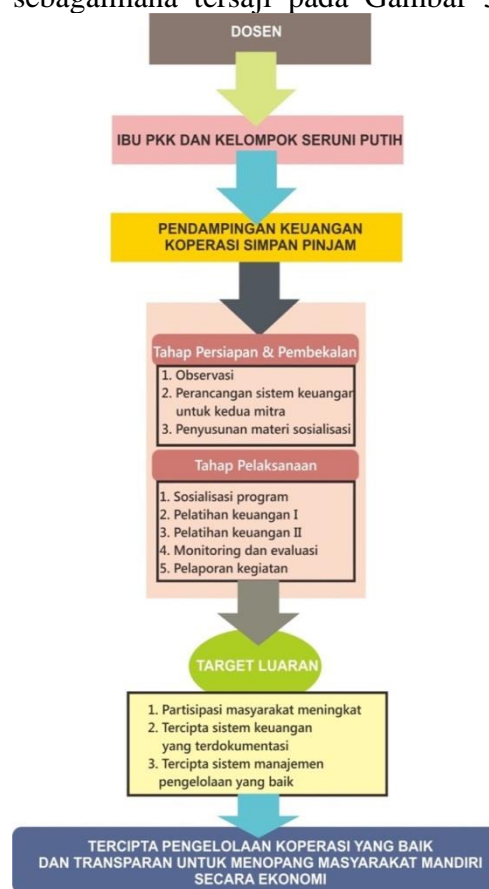 sebagaimana tersaji pada Gambar 3
DOSEN
IBU PKK DAN KELOMPOK SERUNI PUTIH
PENDAMPINGAN KEUANGAN
KOPERASI SIMPAN PINJAM
Tahap Persiapan & Pembekalan
1. Observasi
2. Perancangan sistem keuangan
untuk kedua mitra
3. Penyusunan materi sosialisasi
Tahap Pelaksanaan
1. Sosialisasi program
2. Pelatihan keuangan I
3. Pelatihan keuangan II
4. Monitoring dan evaluasi
5. Pelaporan kegiatan
TARGET LUARAN
1. Partisipasi masyarakat meningkat
2. Tercipta sistem keuangan
yang terdokumentasi
3. Tercipta sistem manajemen
pengelolaan yang baik
TERCIPTA PENGELOLAAN KOPERASI YANG BAIK
DAN TRANSPARAN UNTUK MENOPANG MASYARAKAT MANDIRI
SECARA EKONOMI